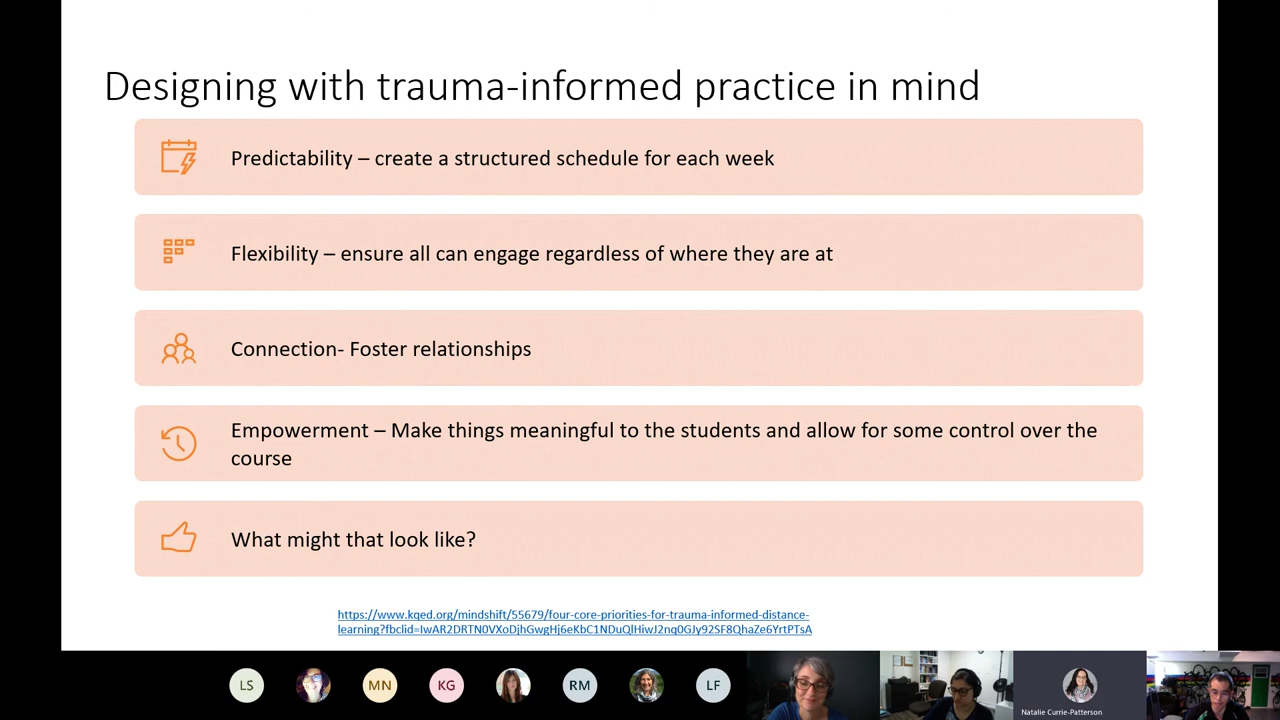 Designing with trauma-informed practice in mind
Predictability – create a structured schedule for each week
Flexibility – ensure all can engage regardless of where they are at
Connection- Foster relationships
Empowerment – Make things meaningful to the students and allow for some control over the
course
What might that look like?
https://www.kqed.org/mindshift/55679/four-core-priorities-for-trauma-informed-distance-
learning?fbclid=IwAR2DRTN0VXoDjhGwgHj6eKbC1NDuQlHiwJ2nq0GJy92SF8QhaZe6YrtPTsA
LS
MN
KG
RM
LF
Natalie Currie-Patterson